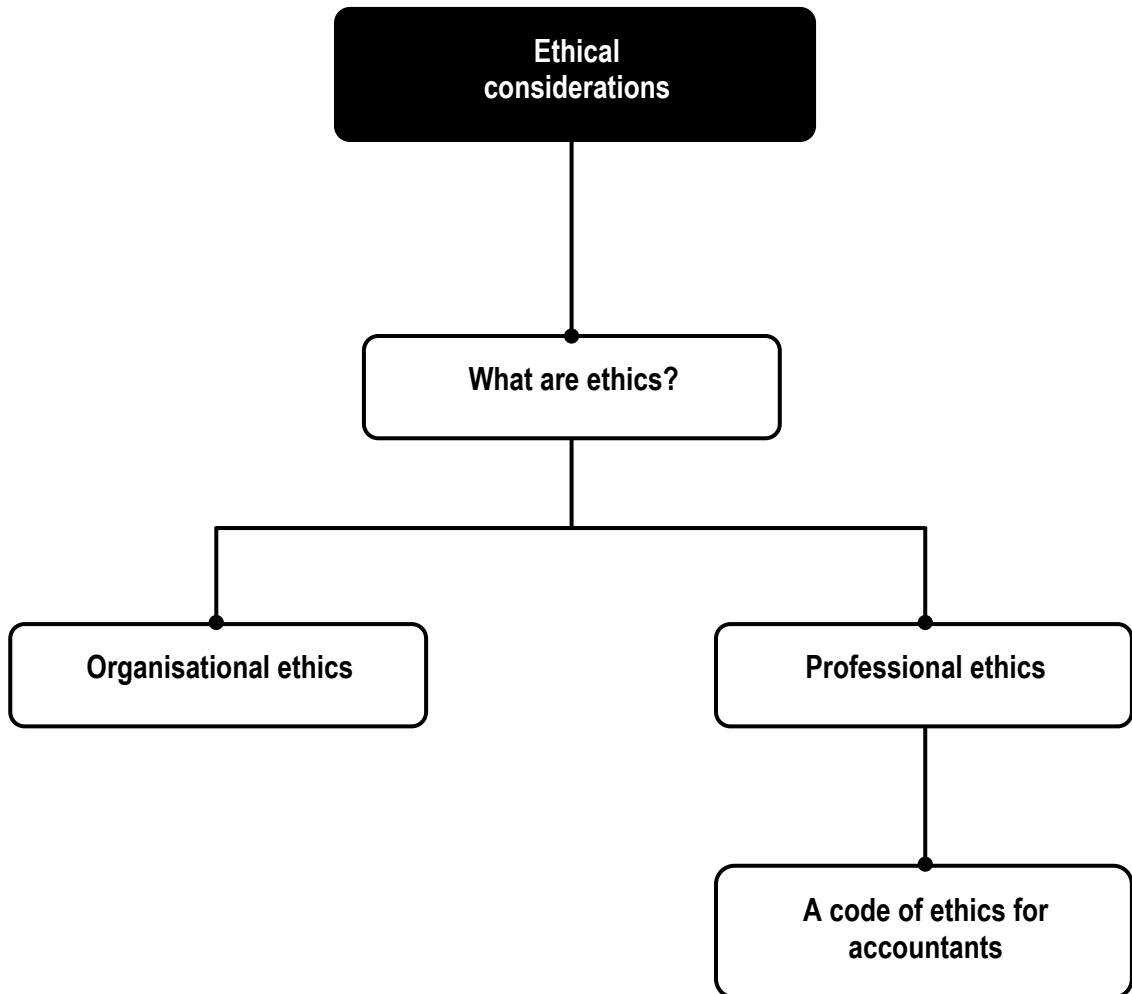 Ethical
considerations
What are ethics?
Organisational ethics
Professional ethics
A code of ethics for
accountants